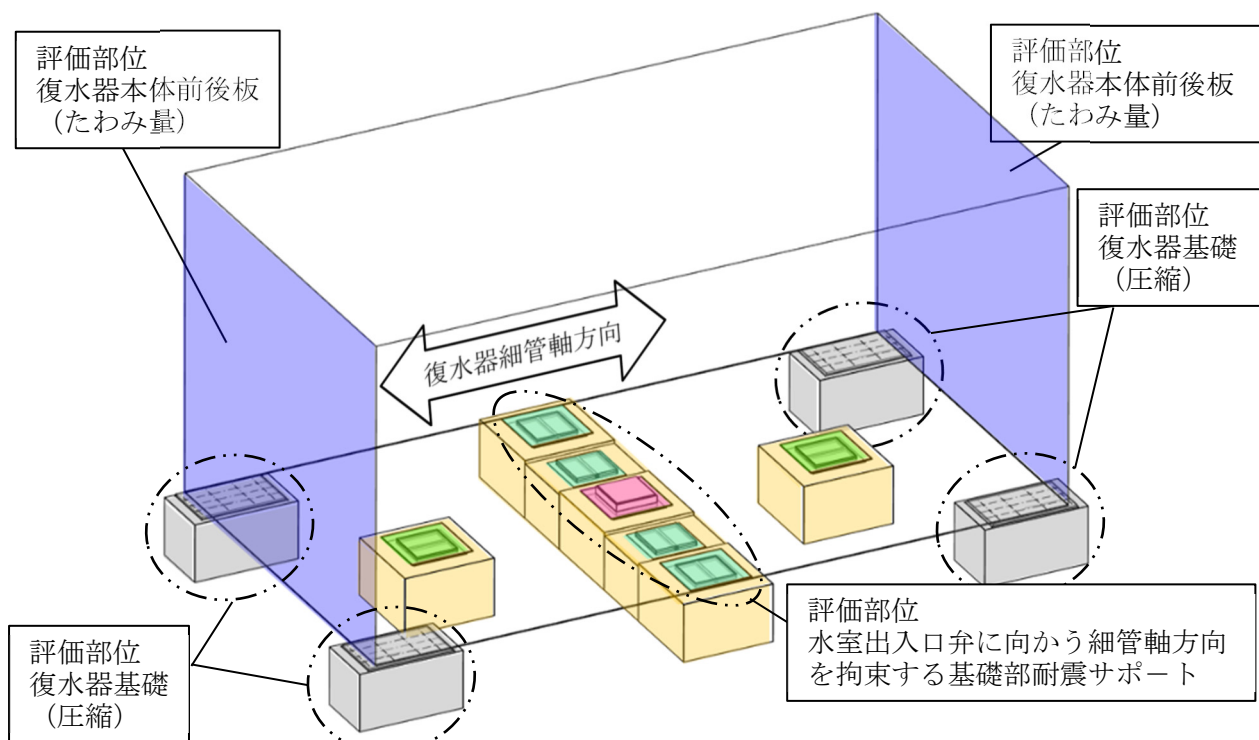 評価部位
復水器本体前後板
（たわみ量）
評価部位
復水器本体前後板
（たわみ量）
評価部位
復水器基礎
（圧縮）
復水器細管軸方向
評価部位
復水器基礎
（圧縮）
評価部位
水室出入口弁に向かう細管軸方向
を拘束する基礎部耐震サポート